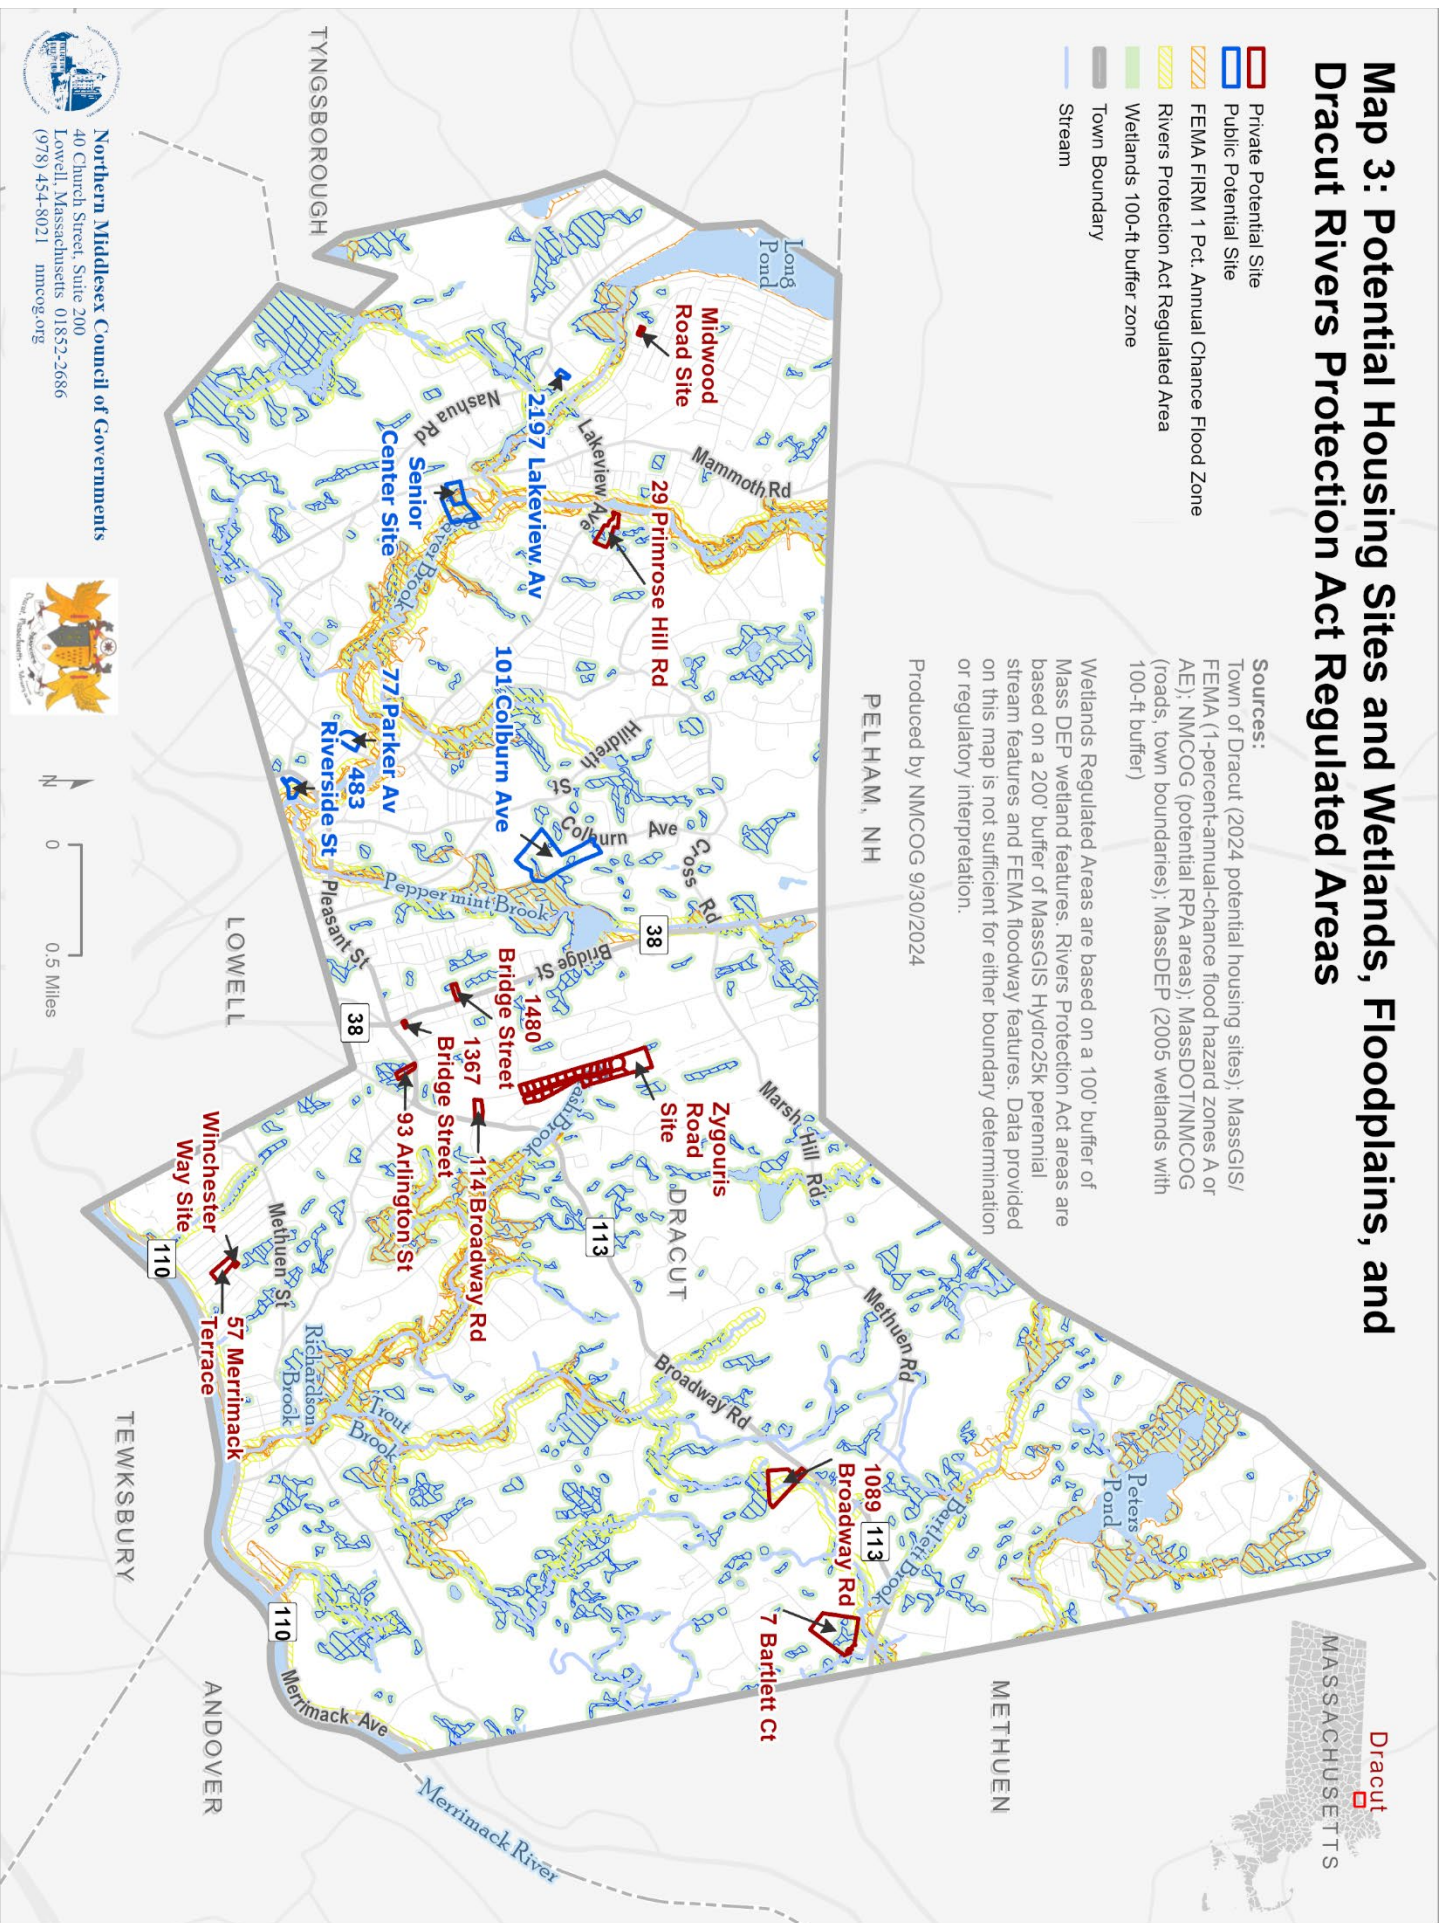 Map 3: Potential Housing Sites and Wetlands, Floodplains, and
Dracut Rivers Protection Act Regulated Areas
Private Potential Site
Public Potential Site
FEMA FIRM 1 Pct. Annual Chance Flood Zone
Rivers Protection Act Regulated Area
Wetlands 100-ft buffer zone
Town Boundary
Stream
Sources:
Town of Dracut (2024 potential housing sites); MassGIS/
FEMA (1-percent-annual-chance flood hazard zones A or
AE); NMCOG (potential RPA areas); MassDOT/NMCOG
(roads, town boundaries); MassDEP (2005 wetlands with
100-ft buffer)
Wetlands Regulated Areas are based on a 100' buffer of
Mass DEP wetland features. Rivers Protection Act areas are
based on a 200' buffer of MassGIS Hydro25k perennial
stream features and FEMA floodway features. Data provided
on this map is not sufficient for either boundary determination
or regulatory interpretation.
Produced by NMCOG 9/30/2024
Dracut
MASSACHUSETTS
PELHAM, NH
METHUEN
Long
Pond
Midwood
Road Site
Mammoth Rd
29 Primrose Hill Rd
Lakeview Ave
2197 Lakeview Av
Nashua Rd
Senior
Center Site
Beaver Brook
101 Colburn Ave
Hildreth
St
Colburn Ave
Cross Rd
38
77 Parker Av
483
Riverside St
Peppermint Brook
Pleasant St
Bridge St
1480
Bridge Street
38
1367
Bridge Street
Zygouris
Road
Site
Marsh Hill Rd
DRACUT
113
93 Arlington St
114 Broadway Rd
Winchester
Way Site
Methuen St
110
57 Merrimack
Terrace
Richardson
Brook
Trout
Brook
Methuen Rd
Broadway Rd
1089
Broadway Rd
113
Bartlett Brook
Peters
Pond
7 Bartlett Ct
110
Merrimack Ave
Merrimack River
TYNGSBOROUGH
LOWELL
TEWKSBURY
ANDOVER
Northern Middlesex Council of Governments
40 Church Street, Suite 200
Lowell, Massachusetts 01852-2686
(978) 454-8021 nmcog.org
N
0 0.5 Miles